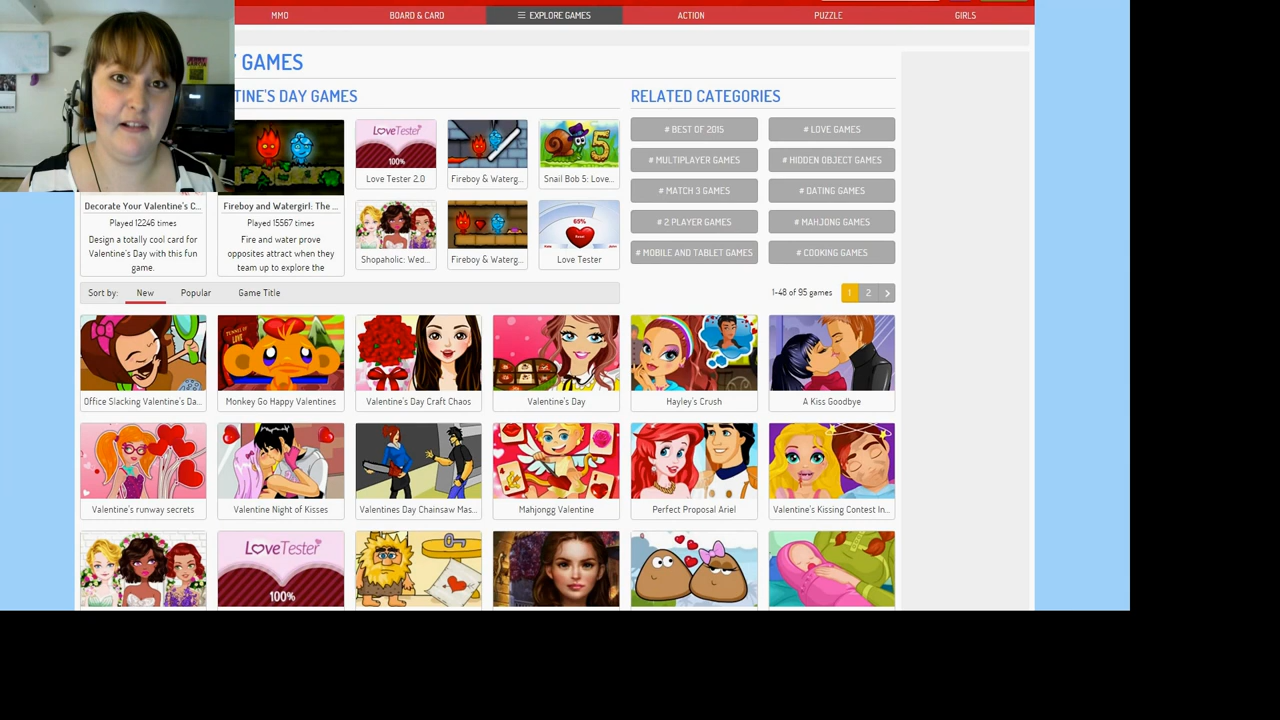 MMO
BOARD & CARD
☰ EXPLORE GAMES
ACTION
PUZZLE
GIRLS
GAMES
TINE'S DAY GAMES
RELATED CATEGORIES
LoveTester
100%
5
Love Tester 2.0
Fireboy & Waterg...
Snail Bob 5: Love...
Decorate Your Valentine's C...
Played 12246 times
Design a totally cool card for
Valentine's Day with this fun
game.
Fireboy and Watergirl: The ...
Played 15567 times
Fire and water prove
opposites attract when they
team up to explore the
65%
Shopaholic: Wed...
Fireboy & Waterg...
Love Tester
# BEST OF 2015
# LOVE GAMES
# MULTIPLAYER GAMES
# HIDDEN OBJECT GAMES
# MATCH 3 GAMES
# DATING GAMES
# 2 PLAYER GAMES
# MAHJONG GAMES
# MOBILE AND TABLET GAMES
# COOKING GAMES
Sort by: New Popular Game Title
1-48 of 95 games 1 2 >
TUNNEL OF LOVE
Office Slacking Valentine's Da...
Monkey Go Happy Valentines
Valentine's Day Craft Chaos
Valentine's Day
Hayley's Crush
A Kiss Goodbye
Valentine's runway secrets
Valentine Night of Kisses
Valentines Day Chainsaw Mas...
Mahjongg Valentine
Perfect Proposal Ariel
Valentine's Kissing Contest In...
LoveTester
100%